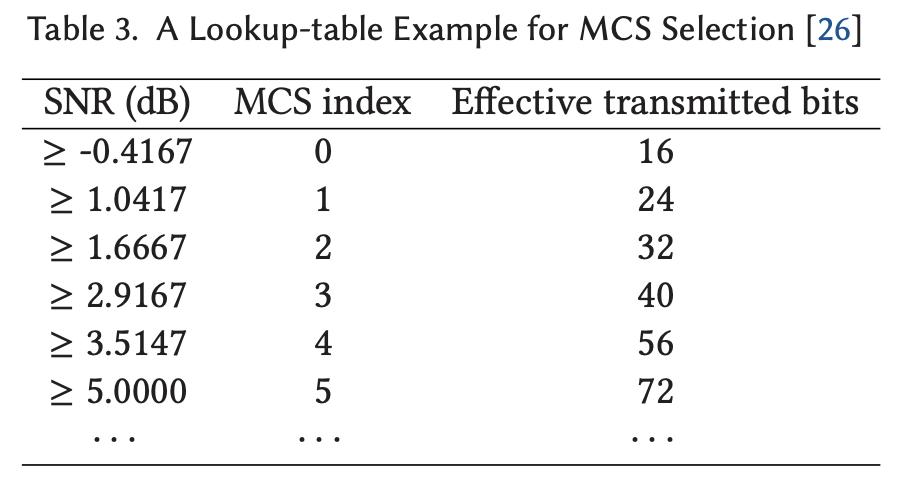 Table 3. A Lookup-table Example for MCS Selection [26]
SNR (dB) MCS index Effective transmitted bits
≥ -0.4167 0 16
≥ 1.0417 1 24
≥ 1.6667 2 32
≥ 2.9167 3 40
≥ 3.5147 4 56
≥ 5.0000 5 72
... ... ...